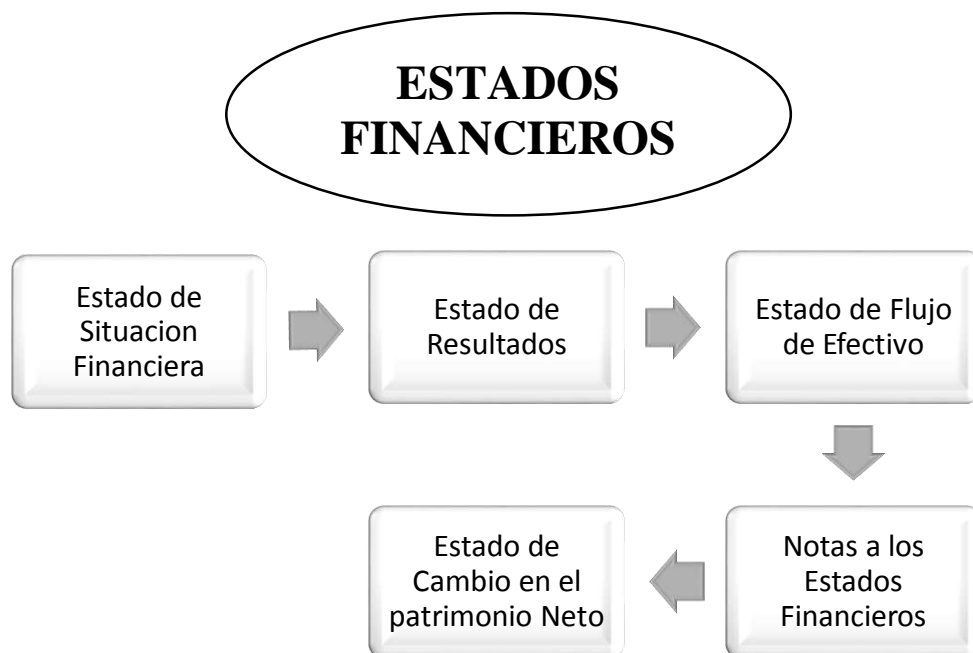 ESTADOS
FINANCIEROS
Estado de
Situacion
Financiera
Estado de
Resultados
Estado de Flujo
de Efectivo
Notas a los
Estados
Financieros
Estado de
Cambio en el
patrimonio Neto